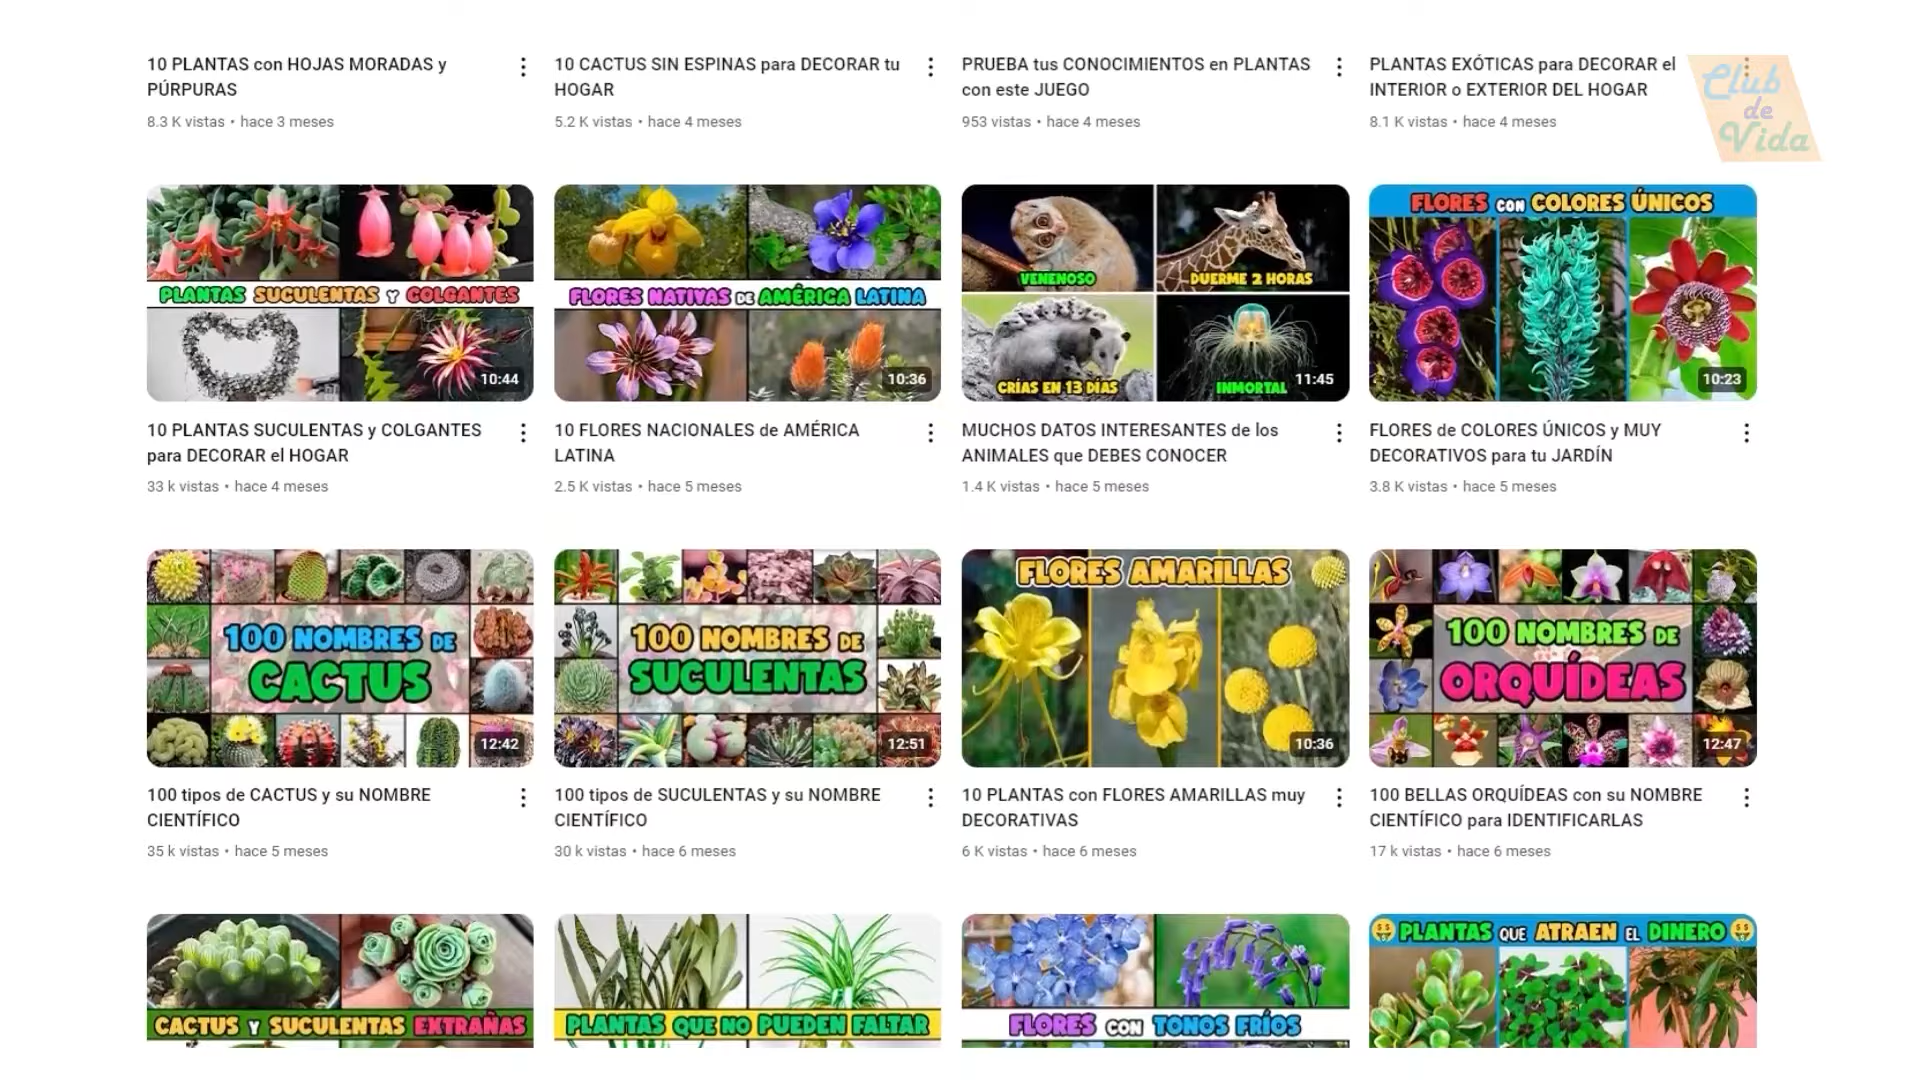 10 PLANTAS con HOJAS MORADAS y
PÚRPURAS
8.3 K vistas • hace 3 meses
10 CACTUS SIN ESPINAS para DECORAR tu
HOGAR
5.2 K vistas • hace 4 meses
PRUEBA tus CONOCIMIENTOS en PLANTAS
con este JUEGO
953 vistas • hace 4 meses
PLANTAS EXÓTICAS para DECORAR el
INTERIOR o EXTERIOR DEL HOGAR
8.1 K vistas • hace 4 meses
Club
de
Vida
PLANTAS SUCULENTAS Y COLGANTES
10:44
10 PLANTAS SUCULENTAS y COLGANTES
para DECORAR el HOGAR
33 k vistas • hace 4 meses
FLORES NATIVAS DE AMÉRICA LATINA
10:36
10 FLORES NACIONALES de AMÉRICA
LATINA
2.5 K vistas • hace 5 meses
VENENOSO
DUERME 2 HORAS
CRÍAS EN 13 DÍAS
INMORTAL
11:45
MUCHOS DATOS INTERESANTES de los
ANIMALES que DEBES CONOCER
1.4 K vistas • hace 5 meses
FLORES CON COLORES ÚNICOS
10:23
FLORES de COLORES ÚNICOS y MUY
DECORATIVOS para tu JARDÍN
3.8 K vistas • hace 5 meses
100 NOMBRES DE
CACTUS
12:42
100 tipos de CACTUS y su NOMBRE
CIENTÍFICO
35 k vistas • hace 5 meses
100 NOMBRES DE
SUCULENTAS
12:51
100 tipos de SUCULENTAS y su NOMBRE
CIENTÍFICO
30 k vistas • hace 6 meses
FLORES AMARILLAS
10:36
10 PLANTAS con FLORES AMARILLAS muy
DECORATIVAS
6 K vistas • hace 6 meses
100 NOMBRES DE
ORQUÍDEAS
12:47
100 BELLAS ORQUÍDEAS con su NOMBRE
CIENTÍFICO para IDENTIFICARLAS
17 k vistas • hace 6 meses
CACTUS Y SUCULENTAS EXTRAÑAS
PLANTAS QUE NO PUEDEN FALTAR
FLORES CON TONOS FRÍOS
PLANTAS QUE ATRAEN EL DINERO